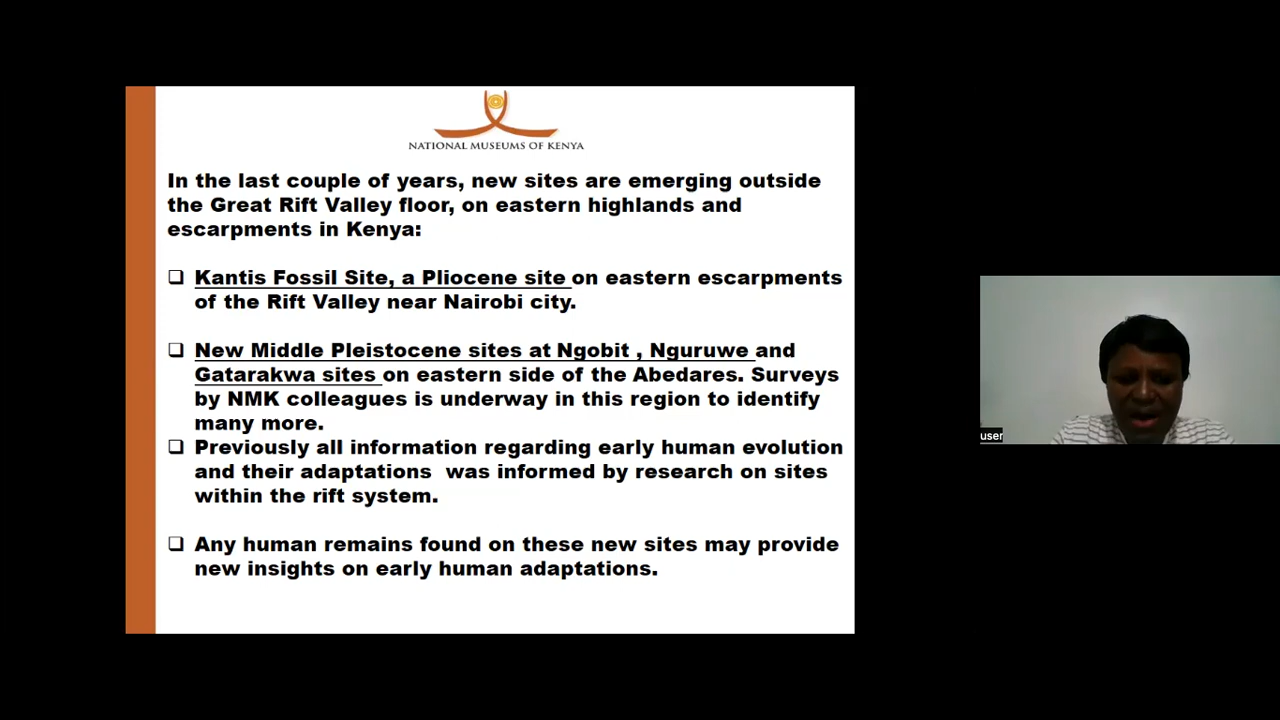 NATIONAL MUSEUMS OF KENYA
In the last couple of years, new sites are emerging outside
the Great Rift Valley floor, on eastern highlands and
escarpments in Kenya:
❑ Kantis Fossil Site, a Pliocene site on eastern escarpments
of the Rift Valley near Nairobi city.
❑ New Middle Pleistocene sites at Ngobit , Nguruwe and
Gatarakwa sites on eastern side of the Abedares. Surveys
by NMK colleagues is underway in this region to identify
many more.
❑ Previously all information regarding early human evolution
and their adaptations was informed by research on sites
within the rift system.
❑ Any human remains found on these new sites may provide
new insights on early human adaptations.
user